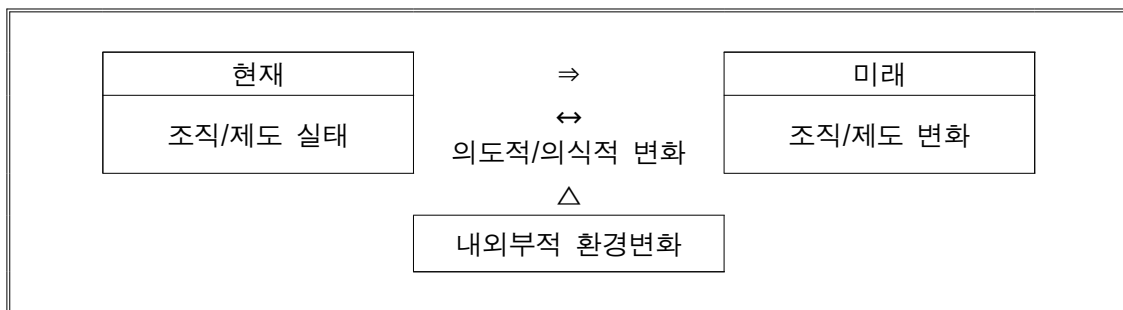 현재 ⇒ 미래
조직/제도 실태 ↔ 조직/제도 변화
의도적/의식적 변화
△
내외부적 환경변화